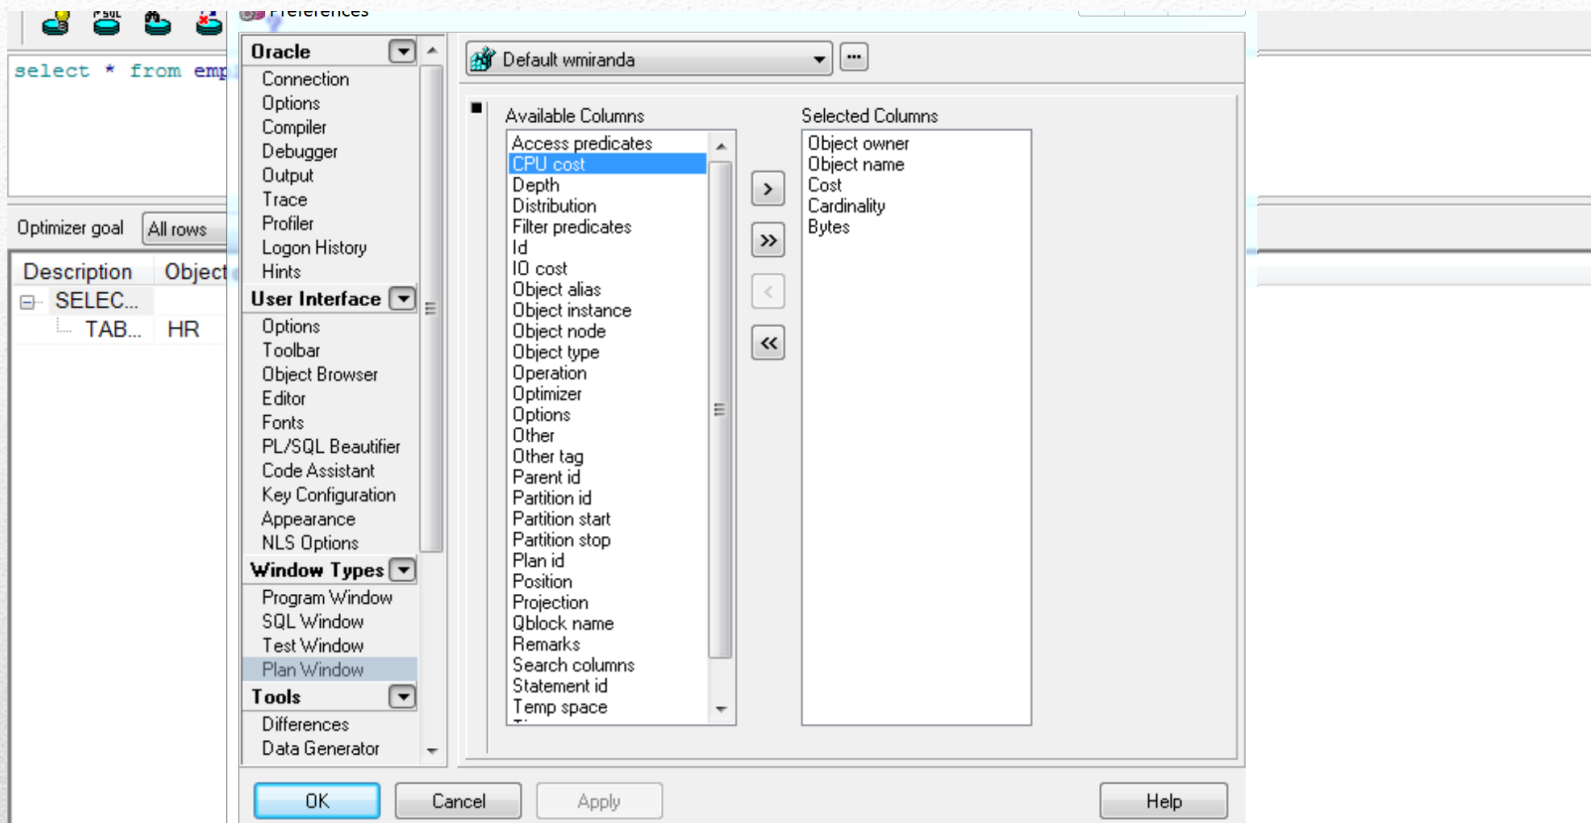 Preferences
select * from emp
Optimizer goal
All rows
Description Object
SELEC...
TAB... HR
Oracle
Connection
Options
Compiler
Debugger
Output
Trace
Profiler
Logon History
Hints
User Interface
Options
Toolbar
Object Browser
Editor
Fonts
PL/SQL Beautifier
Code Assistant
Key Configuration
Appearance
NLS Options
Window Types
Program Window
SQL Window
Test Window
Plan Window
Tools
Differences
Data Generator
Default wmiranda
...
Available Columns
Access predicates
CPU cost
Depth
Distribution
Filter predicates
Id
IO cost
Object alias
Object instance
Object node
Object type
Operation
Optimizer
Options
Other
Other tag
Parent id
Partition id
Partition start
Partition stop
Plan id
Position
Projection
Qblock name
Remarks
Search columns
Statement id
Temp space
>
>>
<
<<
Selected Columns
Object owner
Object name
Cost
Cardinality
Bytes
OK
Cancel
Apply
Help